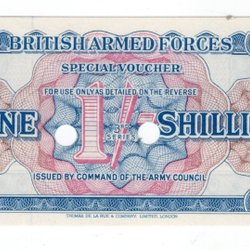 BRITISH ARMED FORCES
SPECIAL VOUCHER
FOR USE ONLY AS DETAILED ON THE REVERSE
NE 1/- SHILLI
SERIES
ISSUED BY COMMAND OF THE ARMY COUNCIL
THOMAS DE LA RUE & COMPANY, LIMITED, LONDON